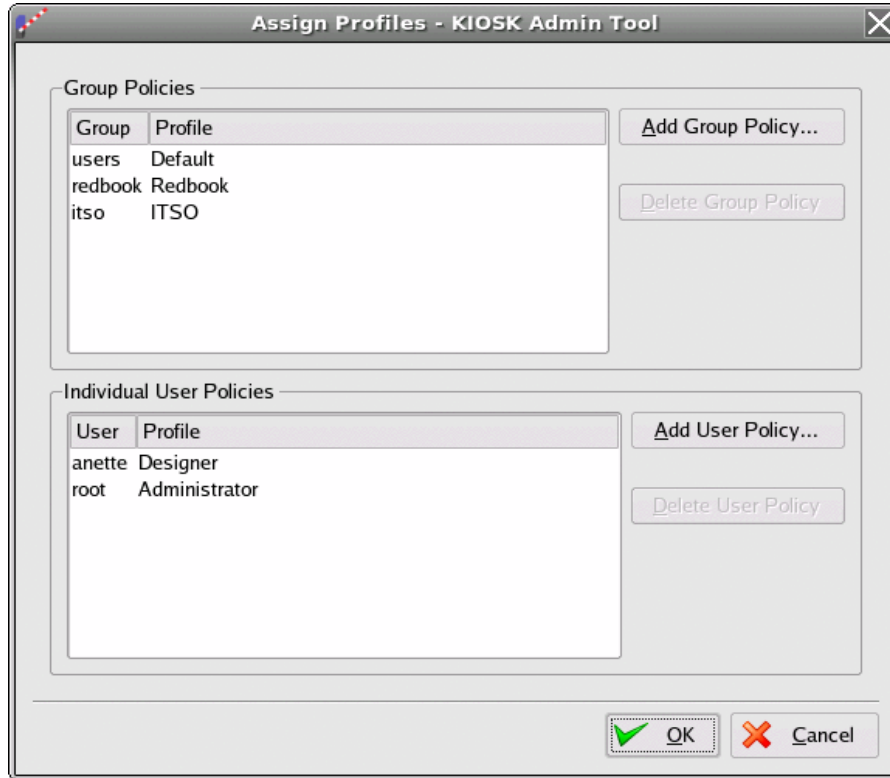 Assign Profiles - KIOSK Admin Tool
Group Policies
Group Profile
Add Group Policy...
users Default
redbook Redbook
itso ITSO
Delete Group Policy
Individual User Policies
User Profile
Add User Policy...
anette Designer
root Administrator
Delete User Policy
OK Cancel